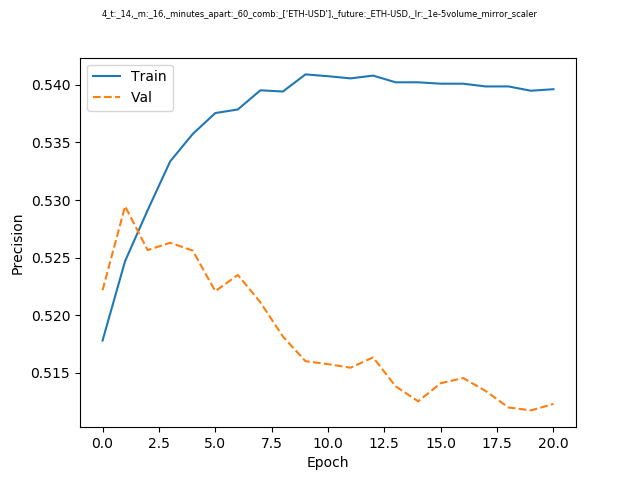 4_t:_14,_m:_16,_minutes_apart:_60_comb:_['ETH-USD'],_future:_ETH-USD,_lr:_1e-5volume_mirror_scaler
Train
Val
0.540
0.535
0.530
0.525
0.520
0.515
Precision
0.0 2.5 5.0 7.5 10.0 12.5 15.0 17.5 20.0
Epoch